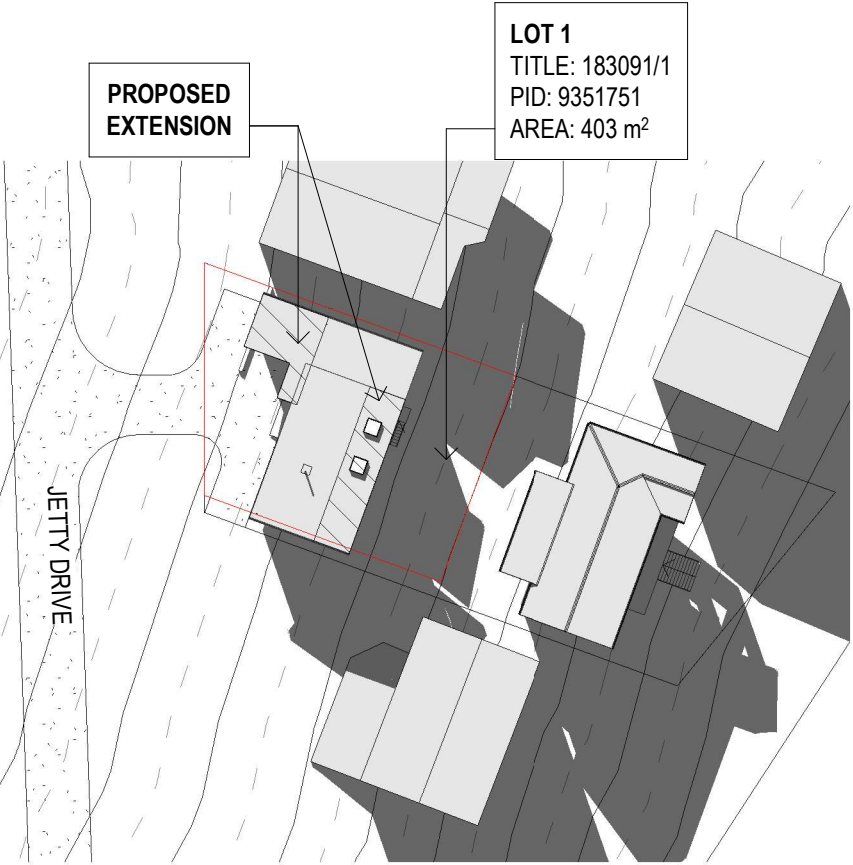 LOT 1
TITLE: 183091/1
PID: 9351751
AREA: 403 m²
PROPOSED
EXTENSION
JETTY DRIVE